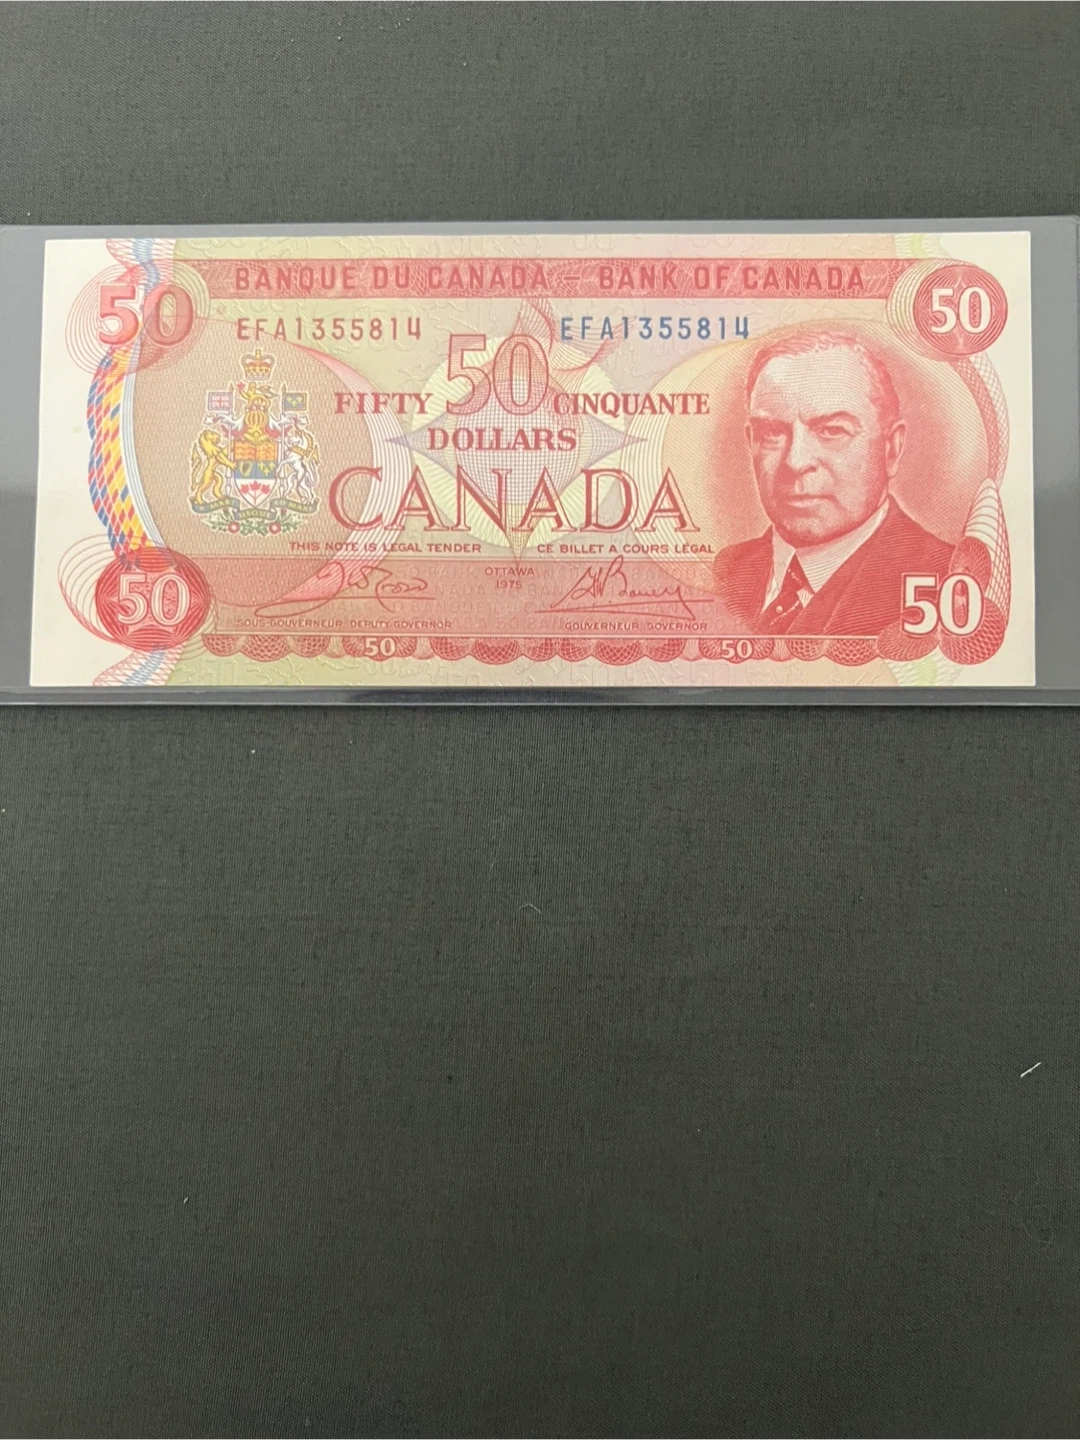 BANQUE DU CANADA – BANK OF CANADA
50
50
EFA1355814
EFA1355814
50
FIFTY
CINQUANTE
DOLLARS
CANADA
THIS NOTE IS LEGAL TENDER
CE BILLET A COURS LÉGAL
OTTAWA
1975
50
50
SOUS-GOUVERNEUR DEPUTY-GOVERNOR
GOUVERNEUR GOVERNOR
50
50